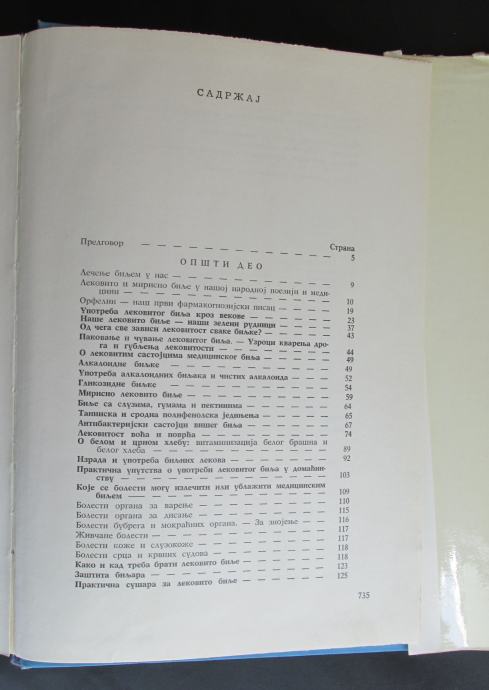 САДРЖАЈ
Страна
Предговор — — — — — — — — — — — 5
ОПШТИ ДЕО
Лечење биљем у нас — — — — — — — — — 9
Лековито и мирисно биље у нашој народној поезији и меди-
цини — — — — — — — — — — — — 10
Орфелин — наш први фармакогнозијски писац — — — — 19
Употреба лековитог биља кроз векове — — — — — — 23
Наше лековито биље — наши зелени рудници — — — — 37
Од чега све зависи лековитост сваке биљке? — — — — — 43
Паковање и чување лековитог биља. — Узроци кварења дро-
га и губљења лековитости — — — — — — — 44
О лековитим састојцима медицинског биља — — — — — 49
Алкалоидне биљке — — — — — — — — — — 49
Употреба алкалоидних биљака и чистих алкалоида — — — 52
Гликозидне биљке — — — — — — — — — — 54
Мирисно лековито биље — — — — — — — — 59
Биље са слузима, гумама и пектинима — — — — — — 64
Таниска и сродна полифенолска једињења — — — — — 65
Антибактеријски састојци вишег биља — — — — — — 67
Лековитост воћа и поврћа — — — — — — — — 74
О белом и црном хлебу: витаминизација белог брашна и
белог хлеба — — — — — — — — — — — 89
Израда и употреба биљних лекова — — — — — — — 92
Практична упутства о употреби лековитог биља у домаћин-
ству — — — — — — — — — — — — 103
Које се болести могу излечити или ублажити медицинским
биљем — — — — — — — — — — — — 109
Болести органа за варење — — — — — — — — 110
Болести органа за дисање — — — — — — — — 115
Болести бубрега и мокраћних органа. — За знојење — — — 116
Живчане болести — — — — — — — — — — 117
Болести коже и слузокоже — — — — — — — — 117
Болести срца и крвних судова — — — — — — — 118
Како и кад треба брати лековито биље — — — — — — 118
Заштита биљара — — — — — — — — — — 123
Практична сушара за лековито биље — — — — — — 125
735